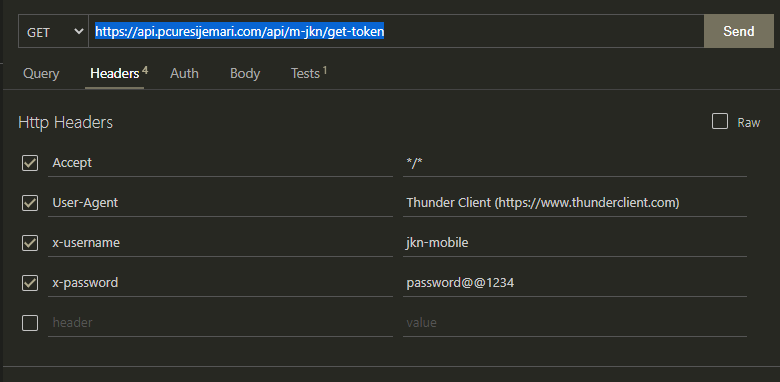 GET https://api.pcuresijemari.com/api/m-jkn/get-token Send
Query Headers 4 Auth Body Tests 1
Http Headers Raw
Accept */*
User-Agent Thunder Client (https://www.thunderclient.com)
x-username jkn-mobile
x-password password@@1234
header value